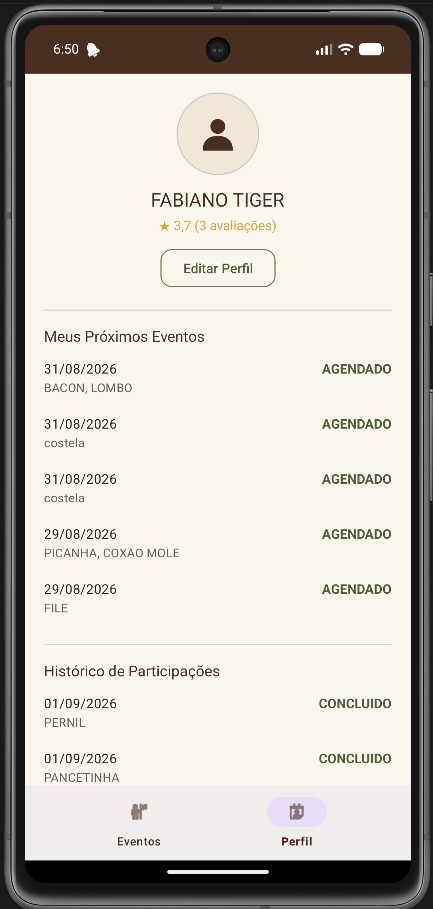 6:50
FABIANO TIGER
★ 3,7 (3 avaliações)
Editar Perfil
Meus Próximos Eventos
31/08/2026 AGENDADO
BACON, LOMBO
31/08/2026 AGENDADO
costela
31/08/2026 AGENDADO
costela
29/08/2026 AGENDADO
PICANHA, COXAO MOLE
29/08/2026 AGENDADO
FILE
Histórico de Participações
01/09/2026 CONCLUIDO
PERNIL
01/09/2026 CONCLUIDO
PANCETINHA
Eventos Perfil